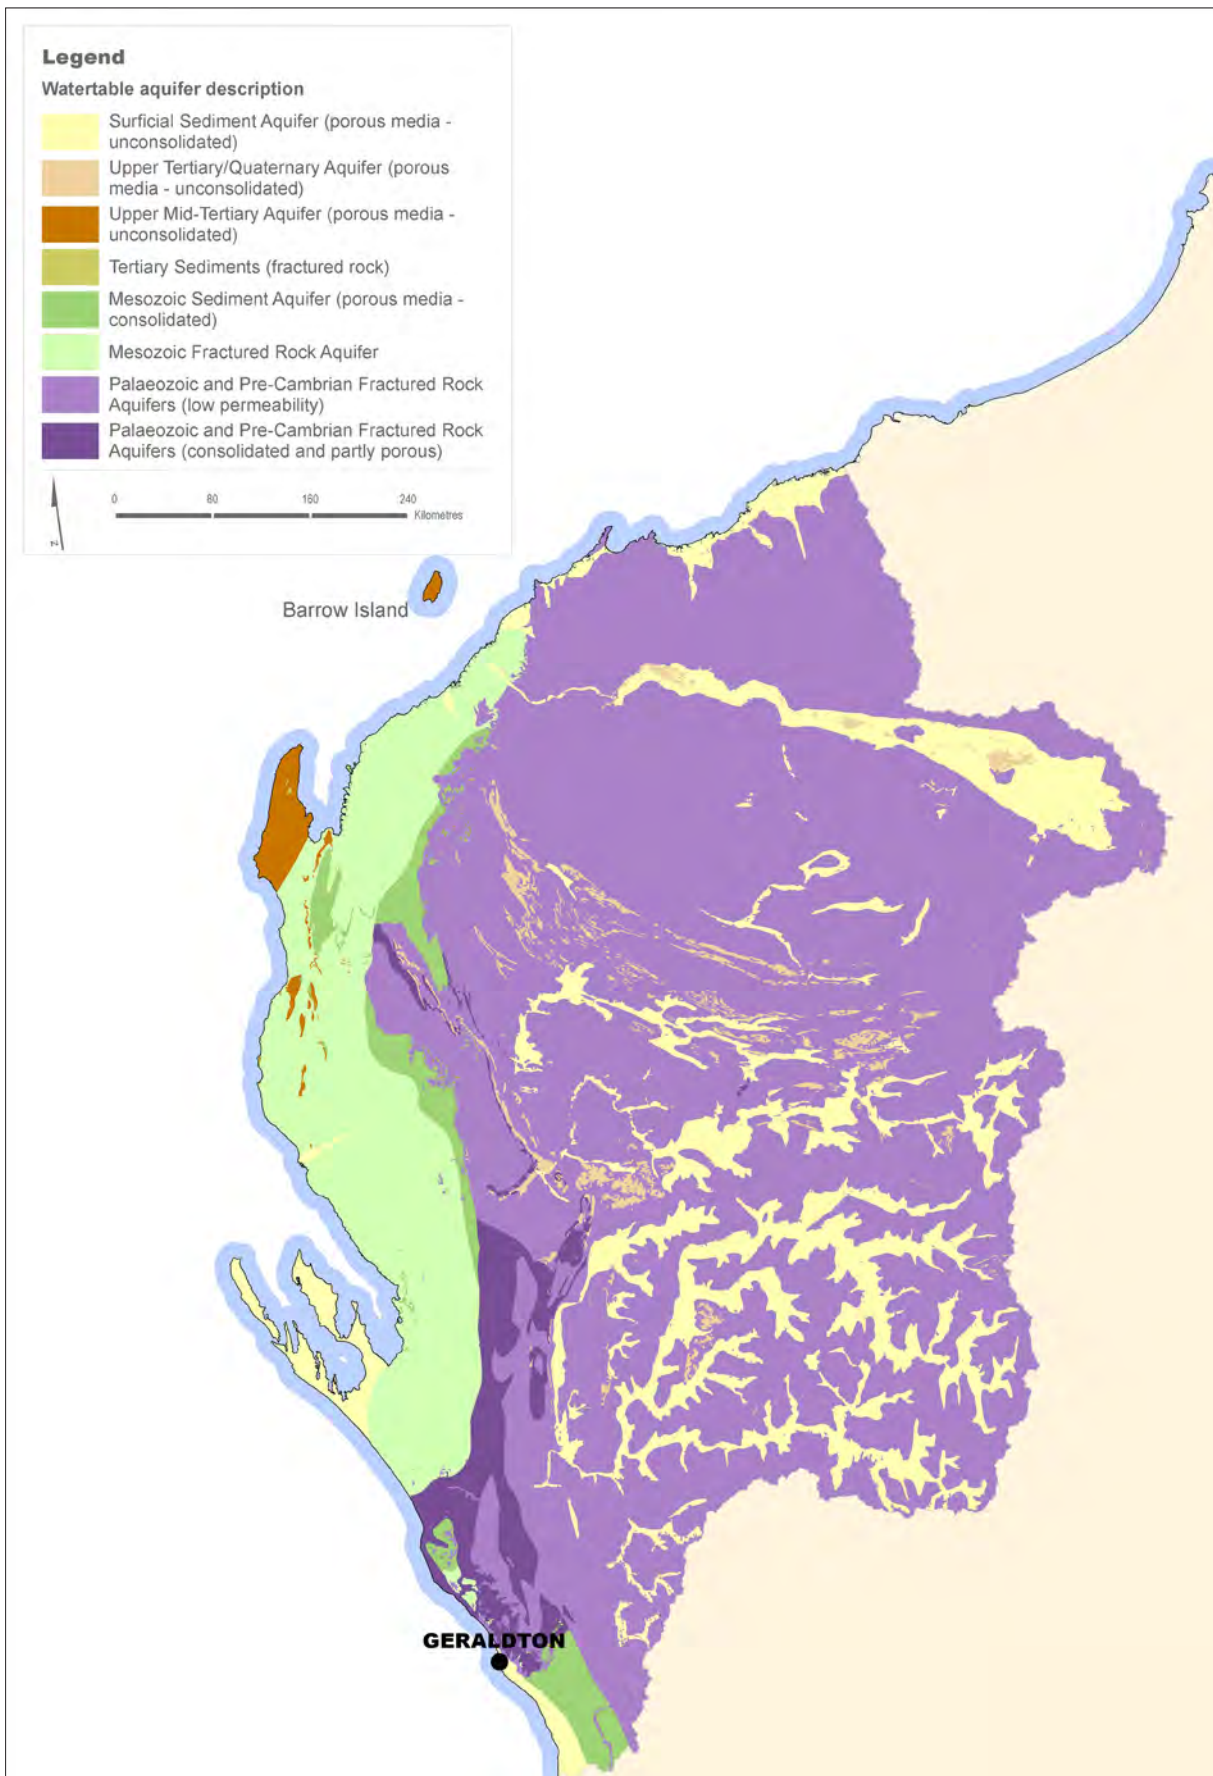 Legend
Watertable aquifer description
Surficial Sediment Aquifer (porous media -
unconsolidated)
Upper Tertiary/Quaternary Aquifer (porous
media - unconsolidated)
Upper Mid-Tertiary Aquifer (porous media -
unconsolidated)
Tertiary Sediments (fractured rock)
Mesozoic Sediment Aquifer (porous media -
consolidated)
Mesozoic Fractured Rock Aquifer
Palaeozoic and Pre-Cambrian Fractured Rock
Aquifers (low permeability)
Palaeozoic and Pre-Cambrian Fractured Rock
Aquifers (consolidated and partly porous)
0 80 160 240
Kilometres
N
Barrow Island
GERALDTON